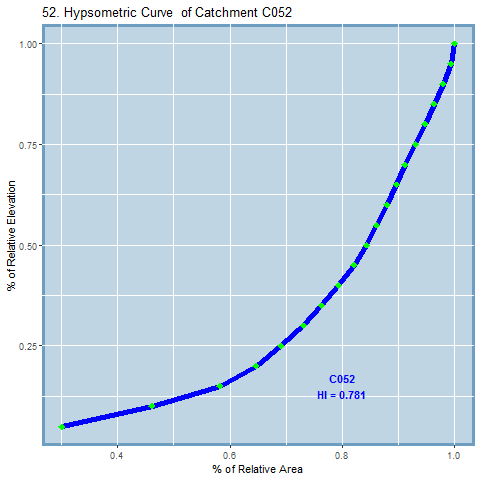 52. Hypsometric Curve  of Catchment C052
1.00
0.75
0.50
0.25
% of Relative Elevation
C052
HI = 0.781
0.4
0.6
0.8
1.0
% of Relative Area